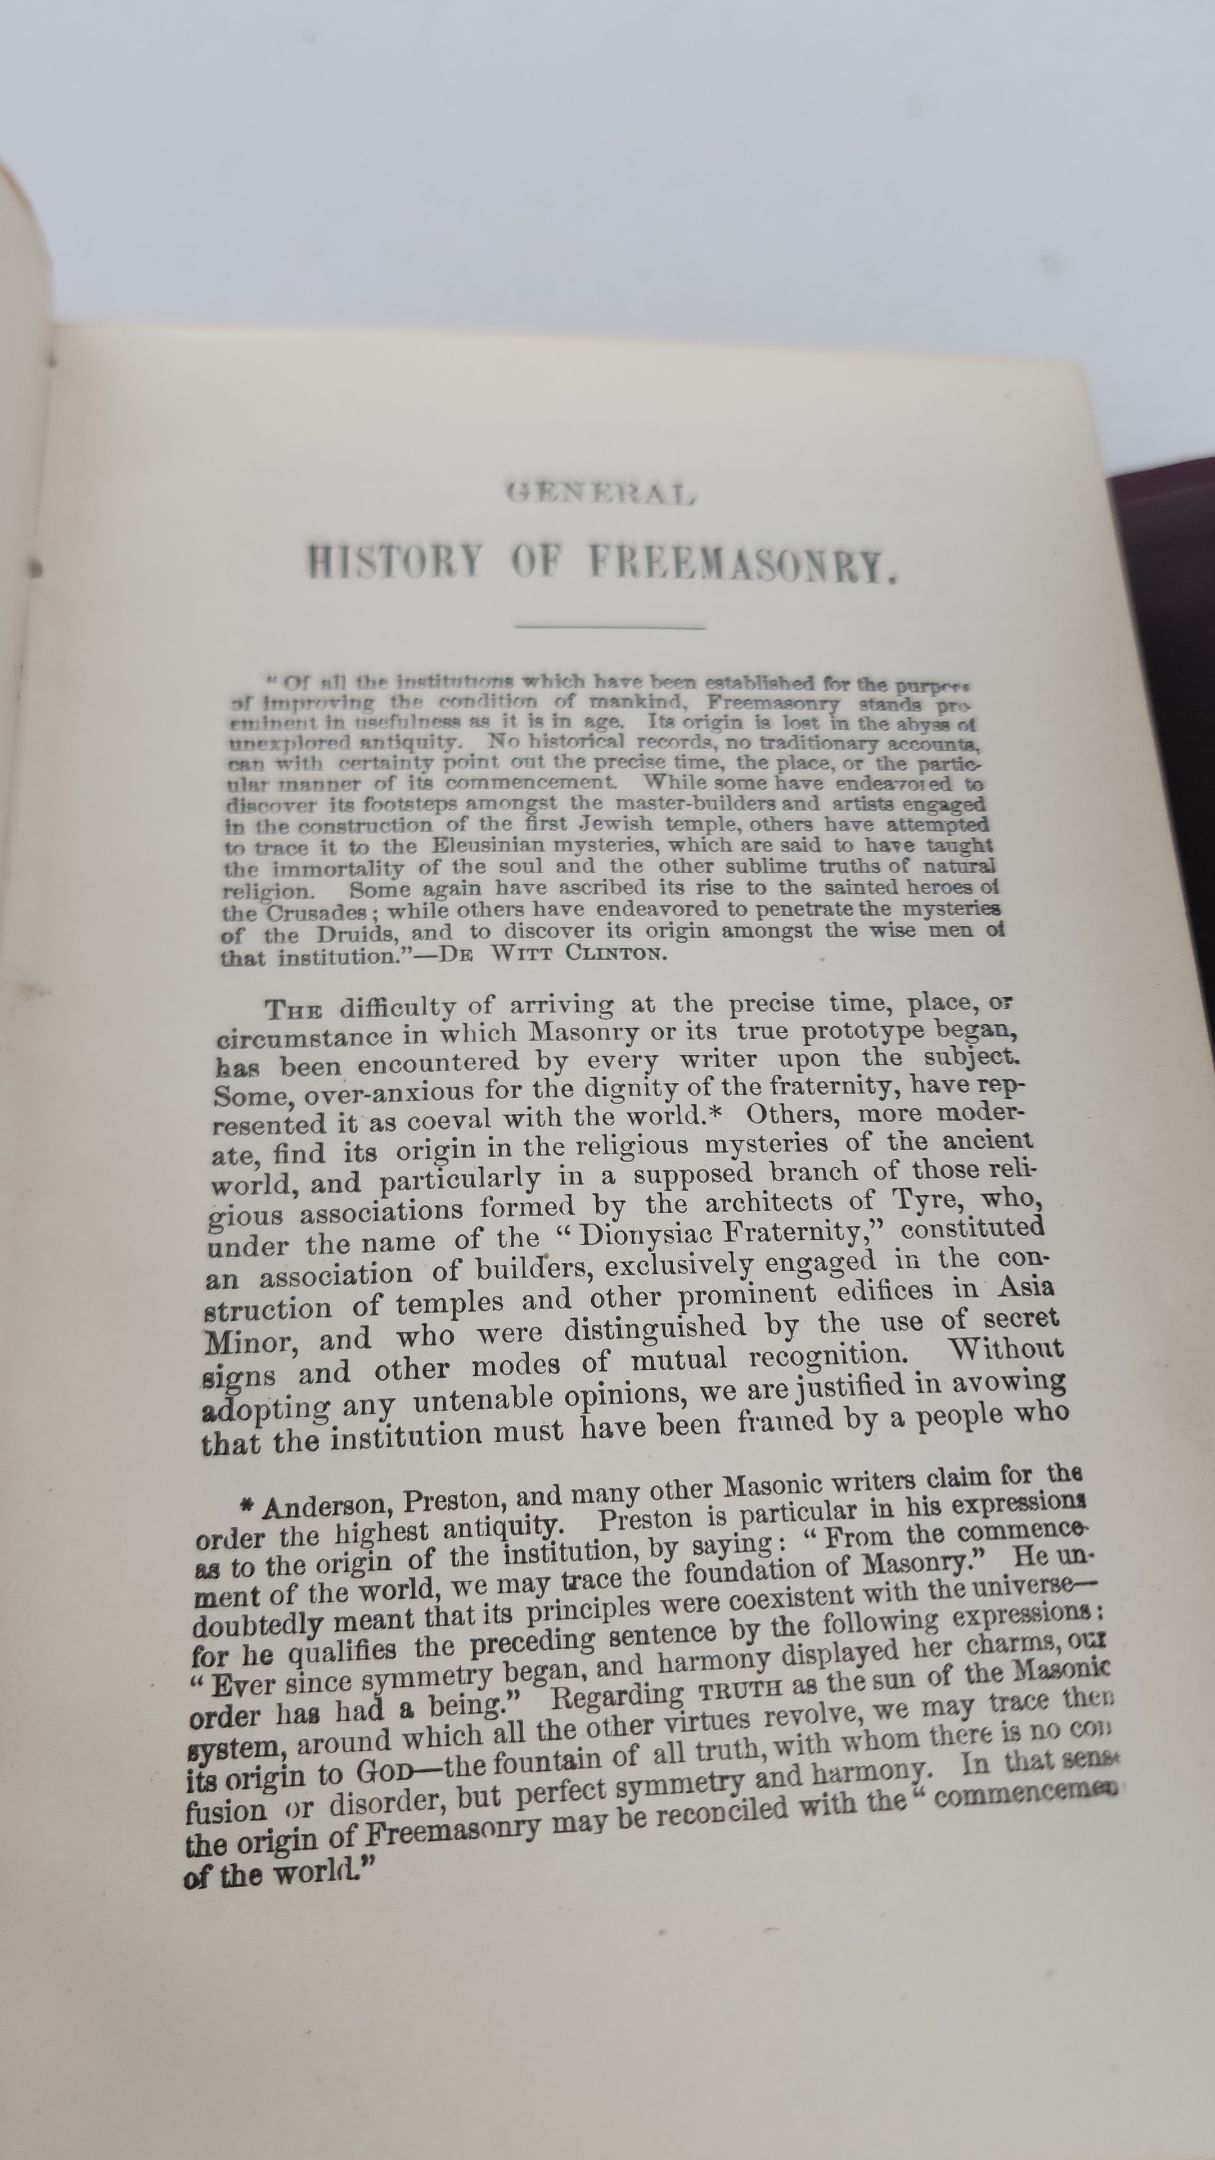 GENERAL
HISTORY OF FREEMASONRY.
"Of all the institutions which have been established for the purpose
of improving the condition of mankind, Freemasonry stands pre-
eminent in usefulness as it is in age. Its origin is lost in the abyss of
unexplored antiquity. No historical records, no traditionary accounts,
can with certainty point out the precise time, the place, or the partic-
ular manner of its commencement. While some have endeavored to
discover its footsteps amongst the master-builders and artists engaged
in the construction of the first Jewish temple, others have attempted
to trace it to the Eleusinian mysteries, which are said to have taught
the immortality of the soul and the other sublime truths of natural
religion. Some again have ascribed its rise to the sainted heroes of
the Crusades; while others have endeavored to penetrate the mysteries
of the Druids, and to discover its origin amongst the wise men of
that institution."—DE WITT CLINTON.
THE difficulty of arriving at the precise time, place, or
circumstance in which Masonry or its true prototype began,
has been encountered by every writer upon the subject.
Some, over-anxious for the dignity of the fraternity, have rep-
resented it as coeval with the world.* Others, more moder-
ate, find its origin in the religious mysteries of the ancient
world, and particularly in a supposed branch of those reli-
gious associations formed by the architects of Tyre, who,
under the name of the "Dionysiac Fraternity," constituted
an association of builders, exclusively engaged in the con-
struction of temples and other prominent edifices in Asia
Minor, and who were distinguished by the use of secret
signs and other modes of mutual recognition. Without
adopting any untenable opinions, we are justified in avowing
that the institution must have been framed by a people who
* Anderson, Preston, and many other Masonic writers claim for the
order the highest antiquity. Preston is particular in his expressions
as to the origin of the institution, by saying: "From the commence-
ment of the world, we may trace the foundation of Masonry." He un-
doubtedly meant that its principles were coexistent with the universe—
for he qualifies the preceding sentence by the following expressions:
"Ever since symmetry began, and harmony displayed her charms, our
order has had a being." Regarding TRUTH as the sun of the Masonic
system, around which all the other virtues revolve, we may trace then
its origin to GOD—the fountain of all truth, with whom there is no con
fusion or disorder, but perfect symmetry and harmony. In that sense
the origin of Freemasonry may be reconciled with the "commencemen
of the world."